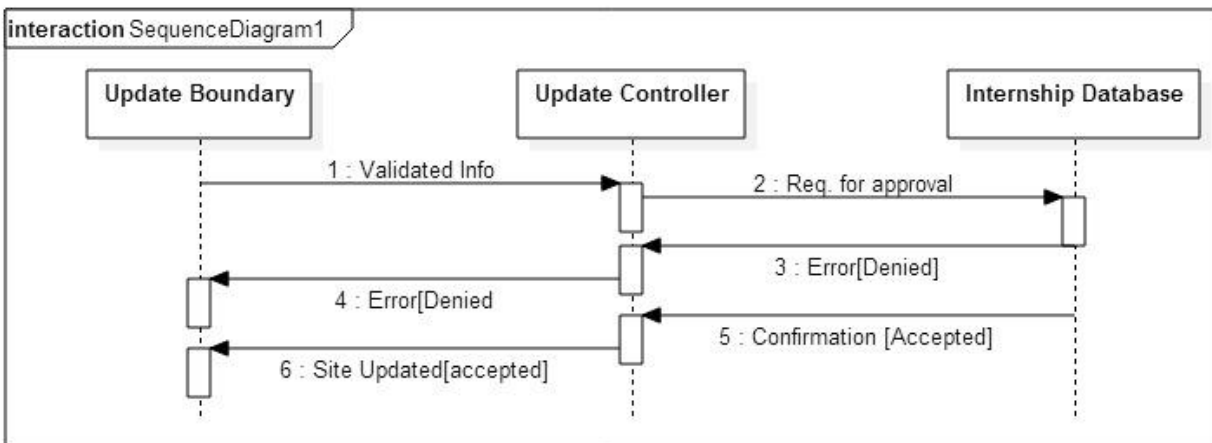 interaction SequenceDiagram1
Update Boundary
Update Controller
Internship Database
1 : Validated Info
2 : Req. for approval
3 : Error[Denied]
4 : Error[Denied
5 : Confirmation [Accepted]
6 : Site Updated[accepted]